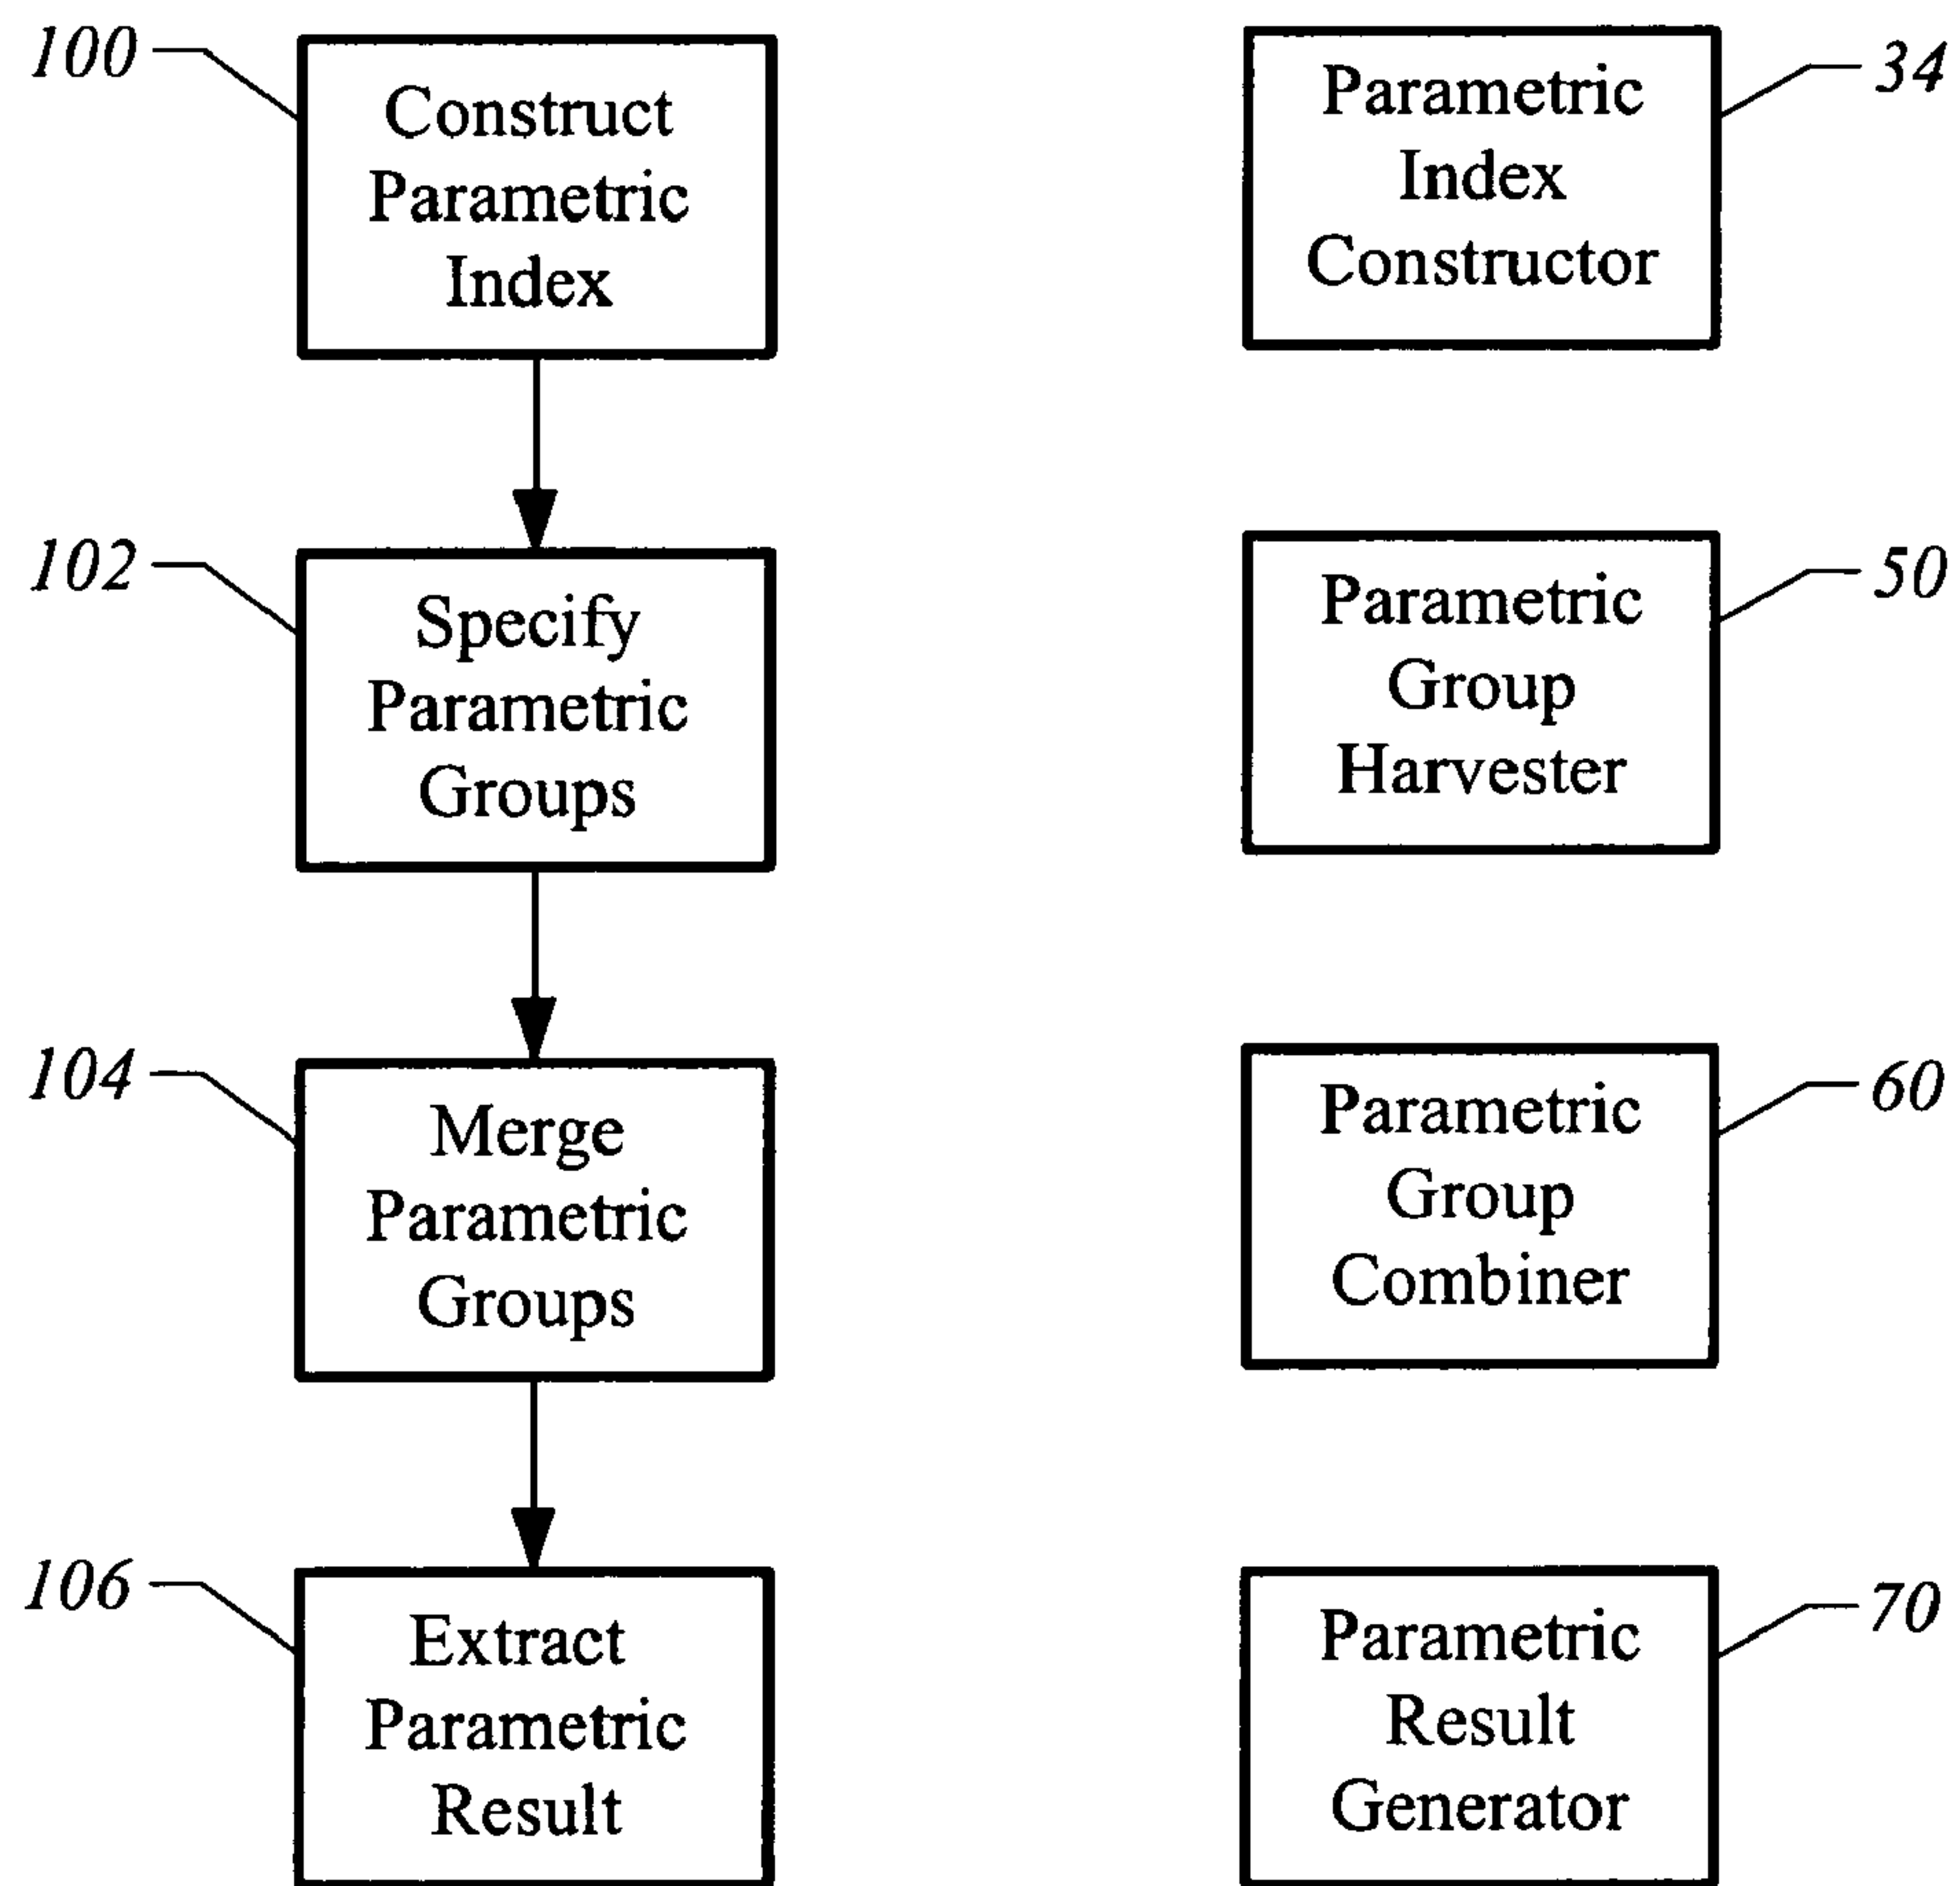 100
Construct
Parametric
Index
34
Parametric
Index
Constructor
102
Specify
Parametric
Groups
50
Parametric
Group
Harvester
104
Merge
Parametric
Groups
60
Parametric
Group
Combiner
106
Extract
Parametric
Result
70
Parametric
Result
Generator